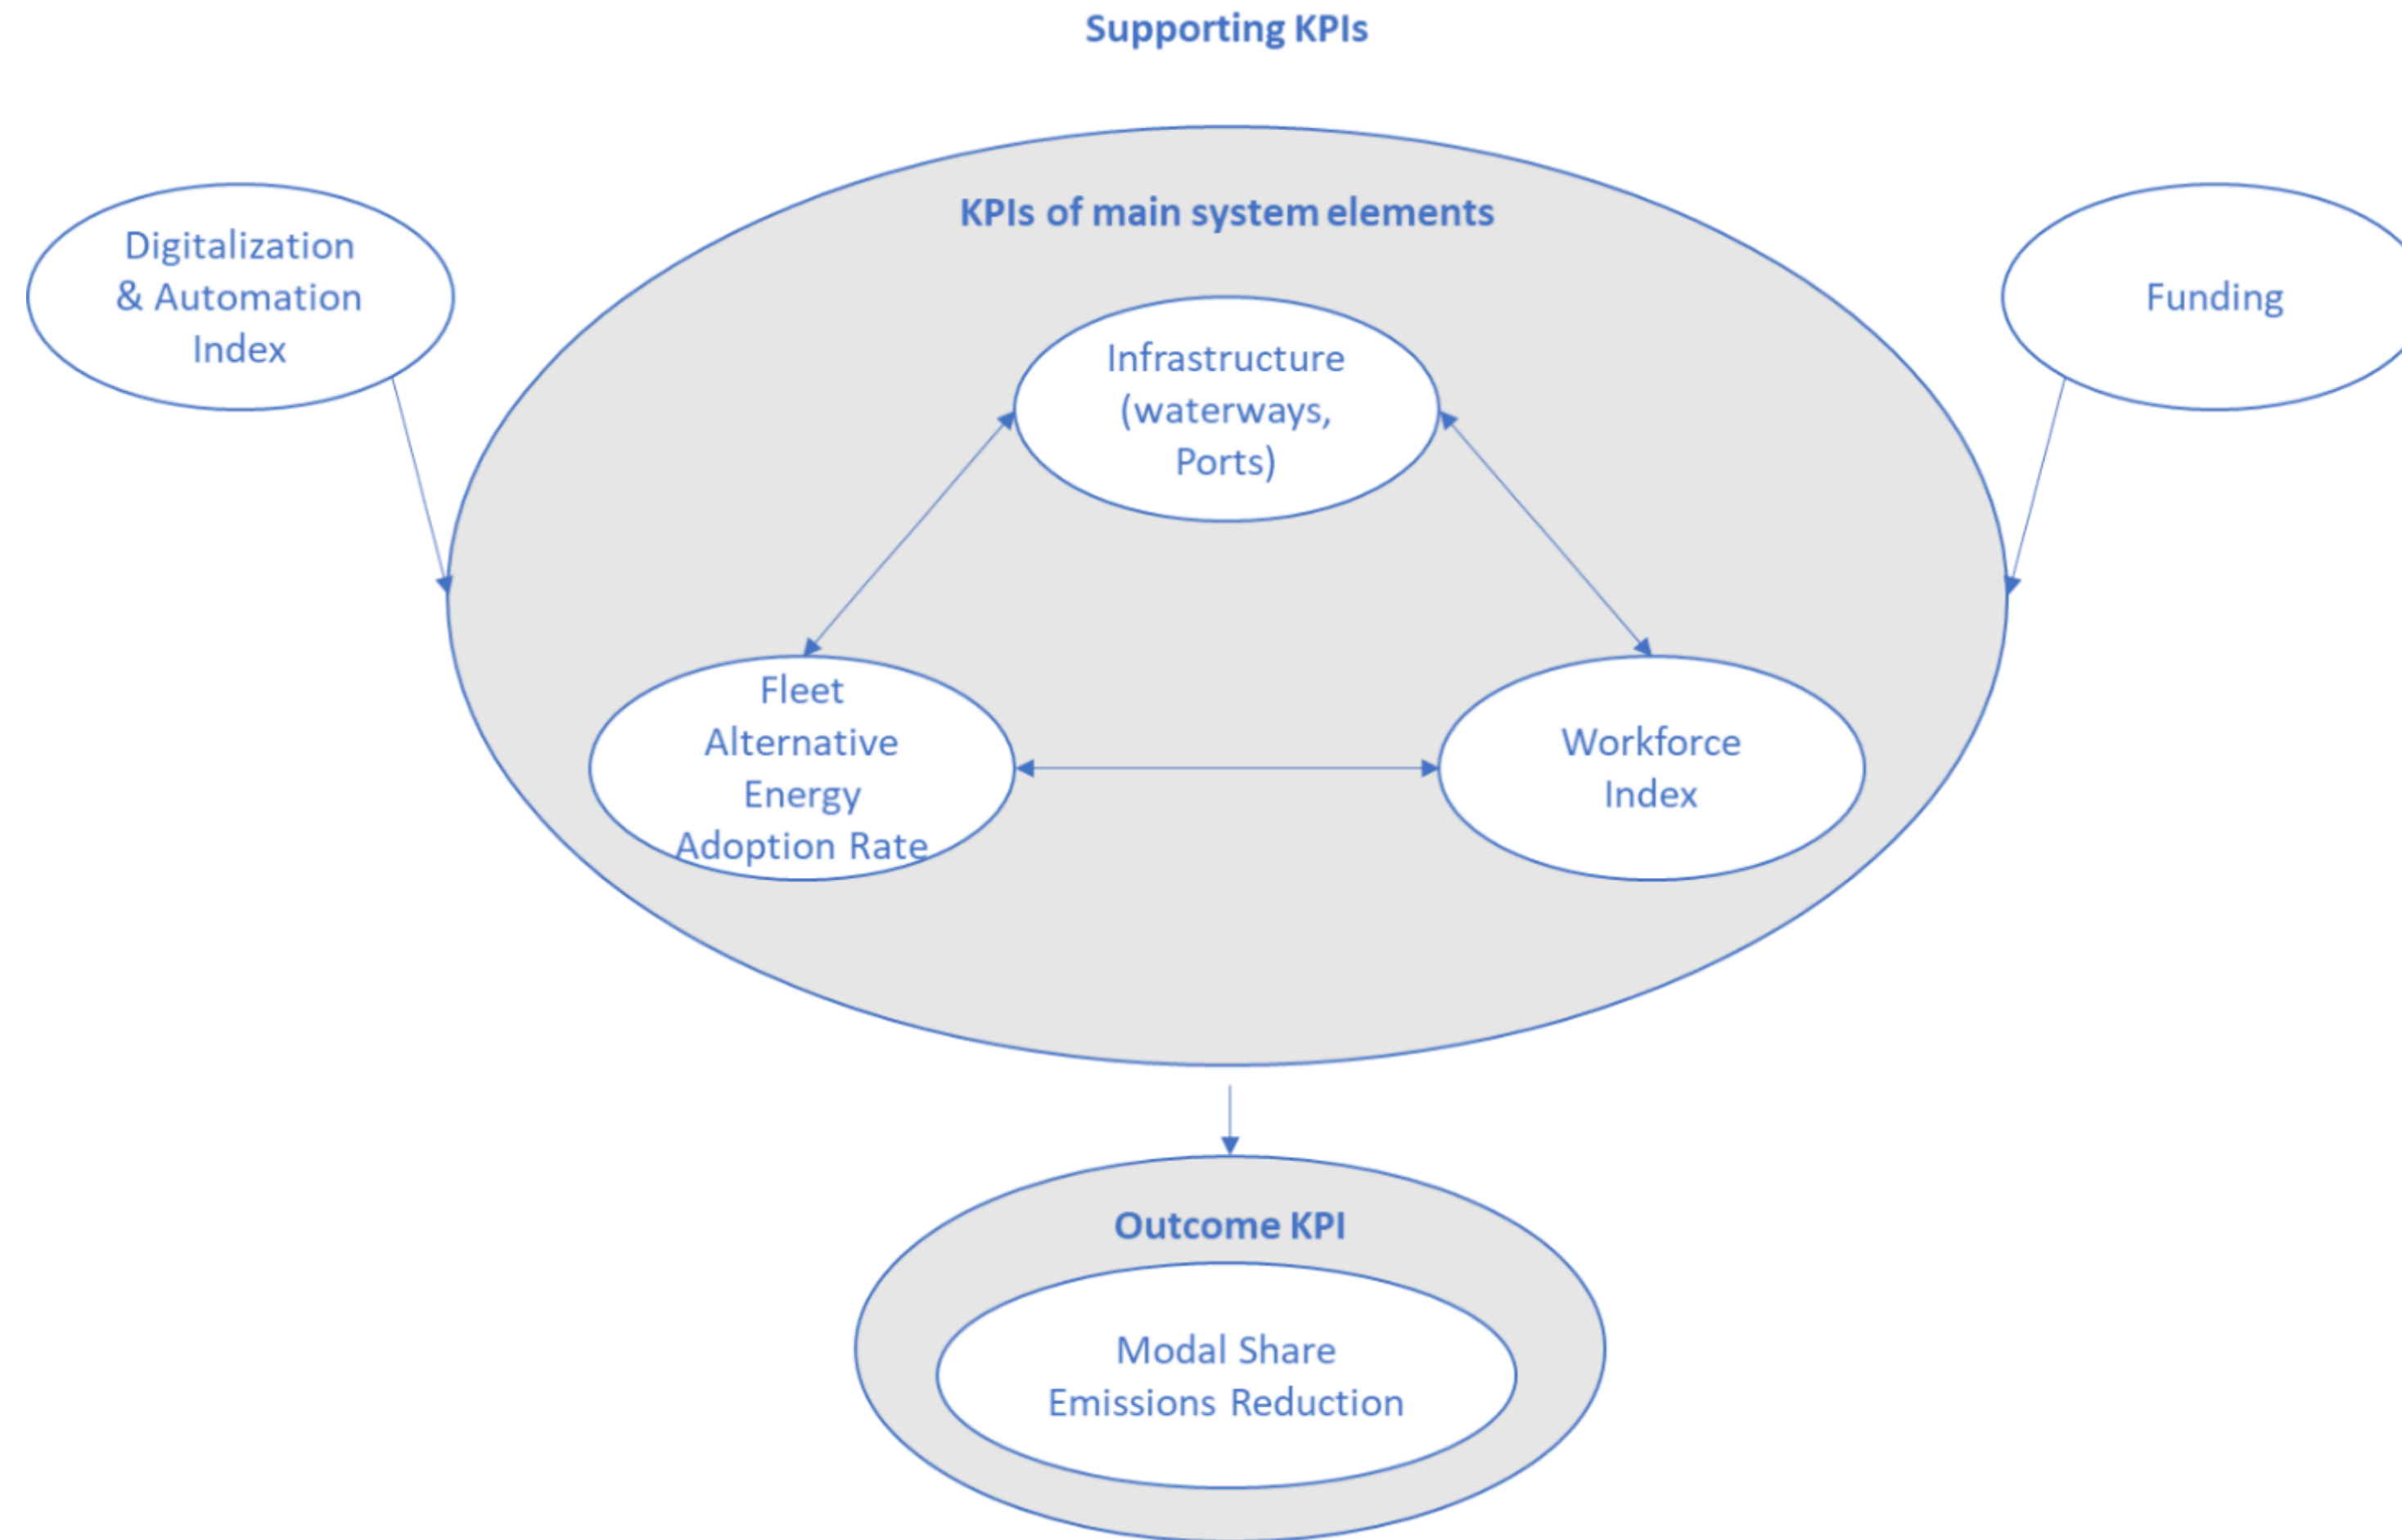 Supporting KPIs
Digitalization
& Automation
Index
KPIs of main system elements
Funding
Infrastructure
(waterways,
Ports)
Fleet
Alternative
Energy
Adoption Rate
Workforce
Index
Outcome KPI
Modal Share
Emissions Reduction